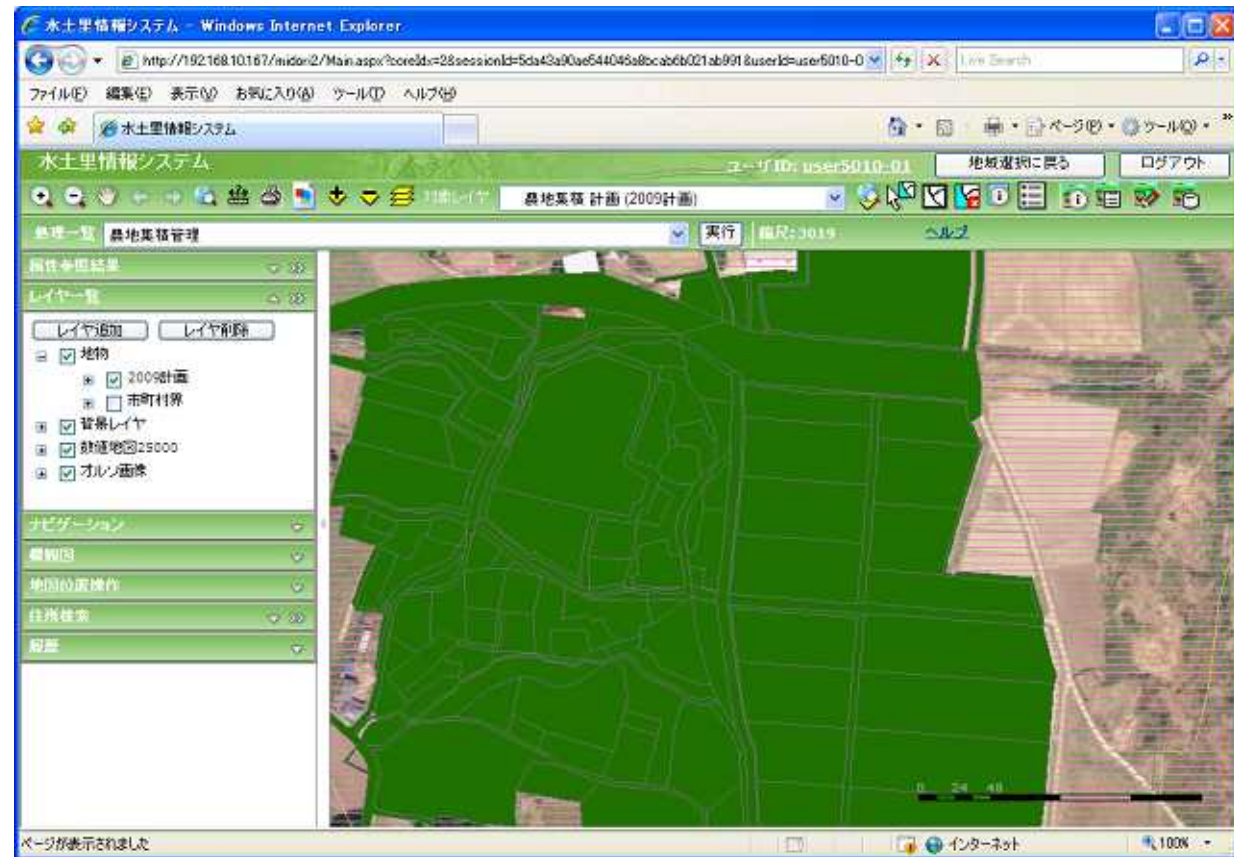 水土里情報システム - Windows Internet Explorer
http://192.168.10.167/midori2/Main.aspx?coreIdx=2&sessionId=5da43a90ae544046a8bcab6b021ab991&userId=user5010-0
Live Search
ファイル(F) 編集(E) 表示(V) お気に入り(A) ツール(T) ヘルプ(H)
水土里情報システム
ページ(P) ツール(O)
水土里情報システム
ユーザID: user5010-01
地域選択に戻る
ログアウト
対象レイヤ
農地集積 計画 (2009計画)
処理一覧
農地集積管理
実行
縮尺:3019
ヘルプ
属性参照結果
レイヤ一覧
レイヤ追加 レイヤ削除
地物
2009計画
市町村界
背景レイヤ
数値地図25000
オルソ画像
ナビゲーション
概観図
地図位置操作
住所検索
履歴
0 24 48
ページが表示されました
インターネット
100%